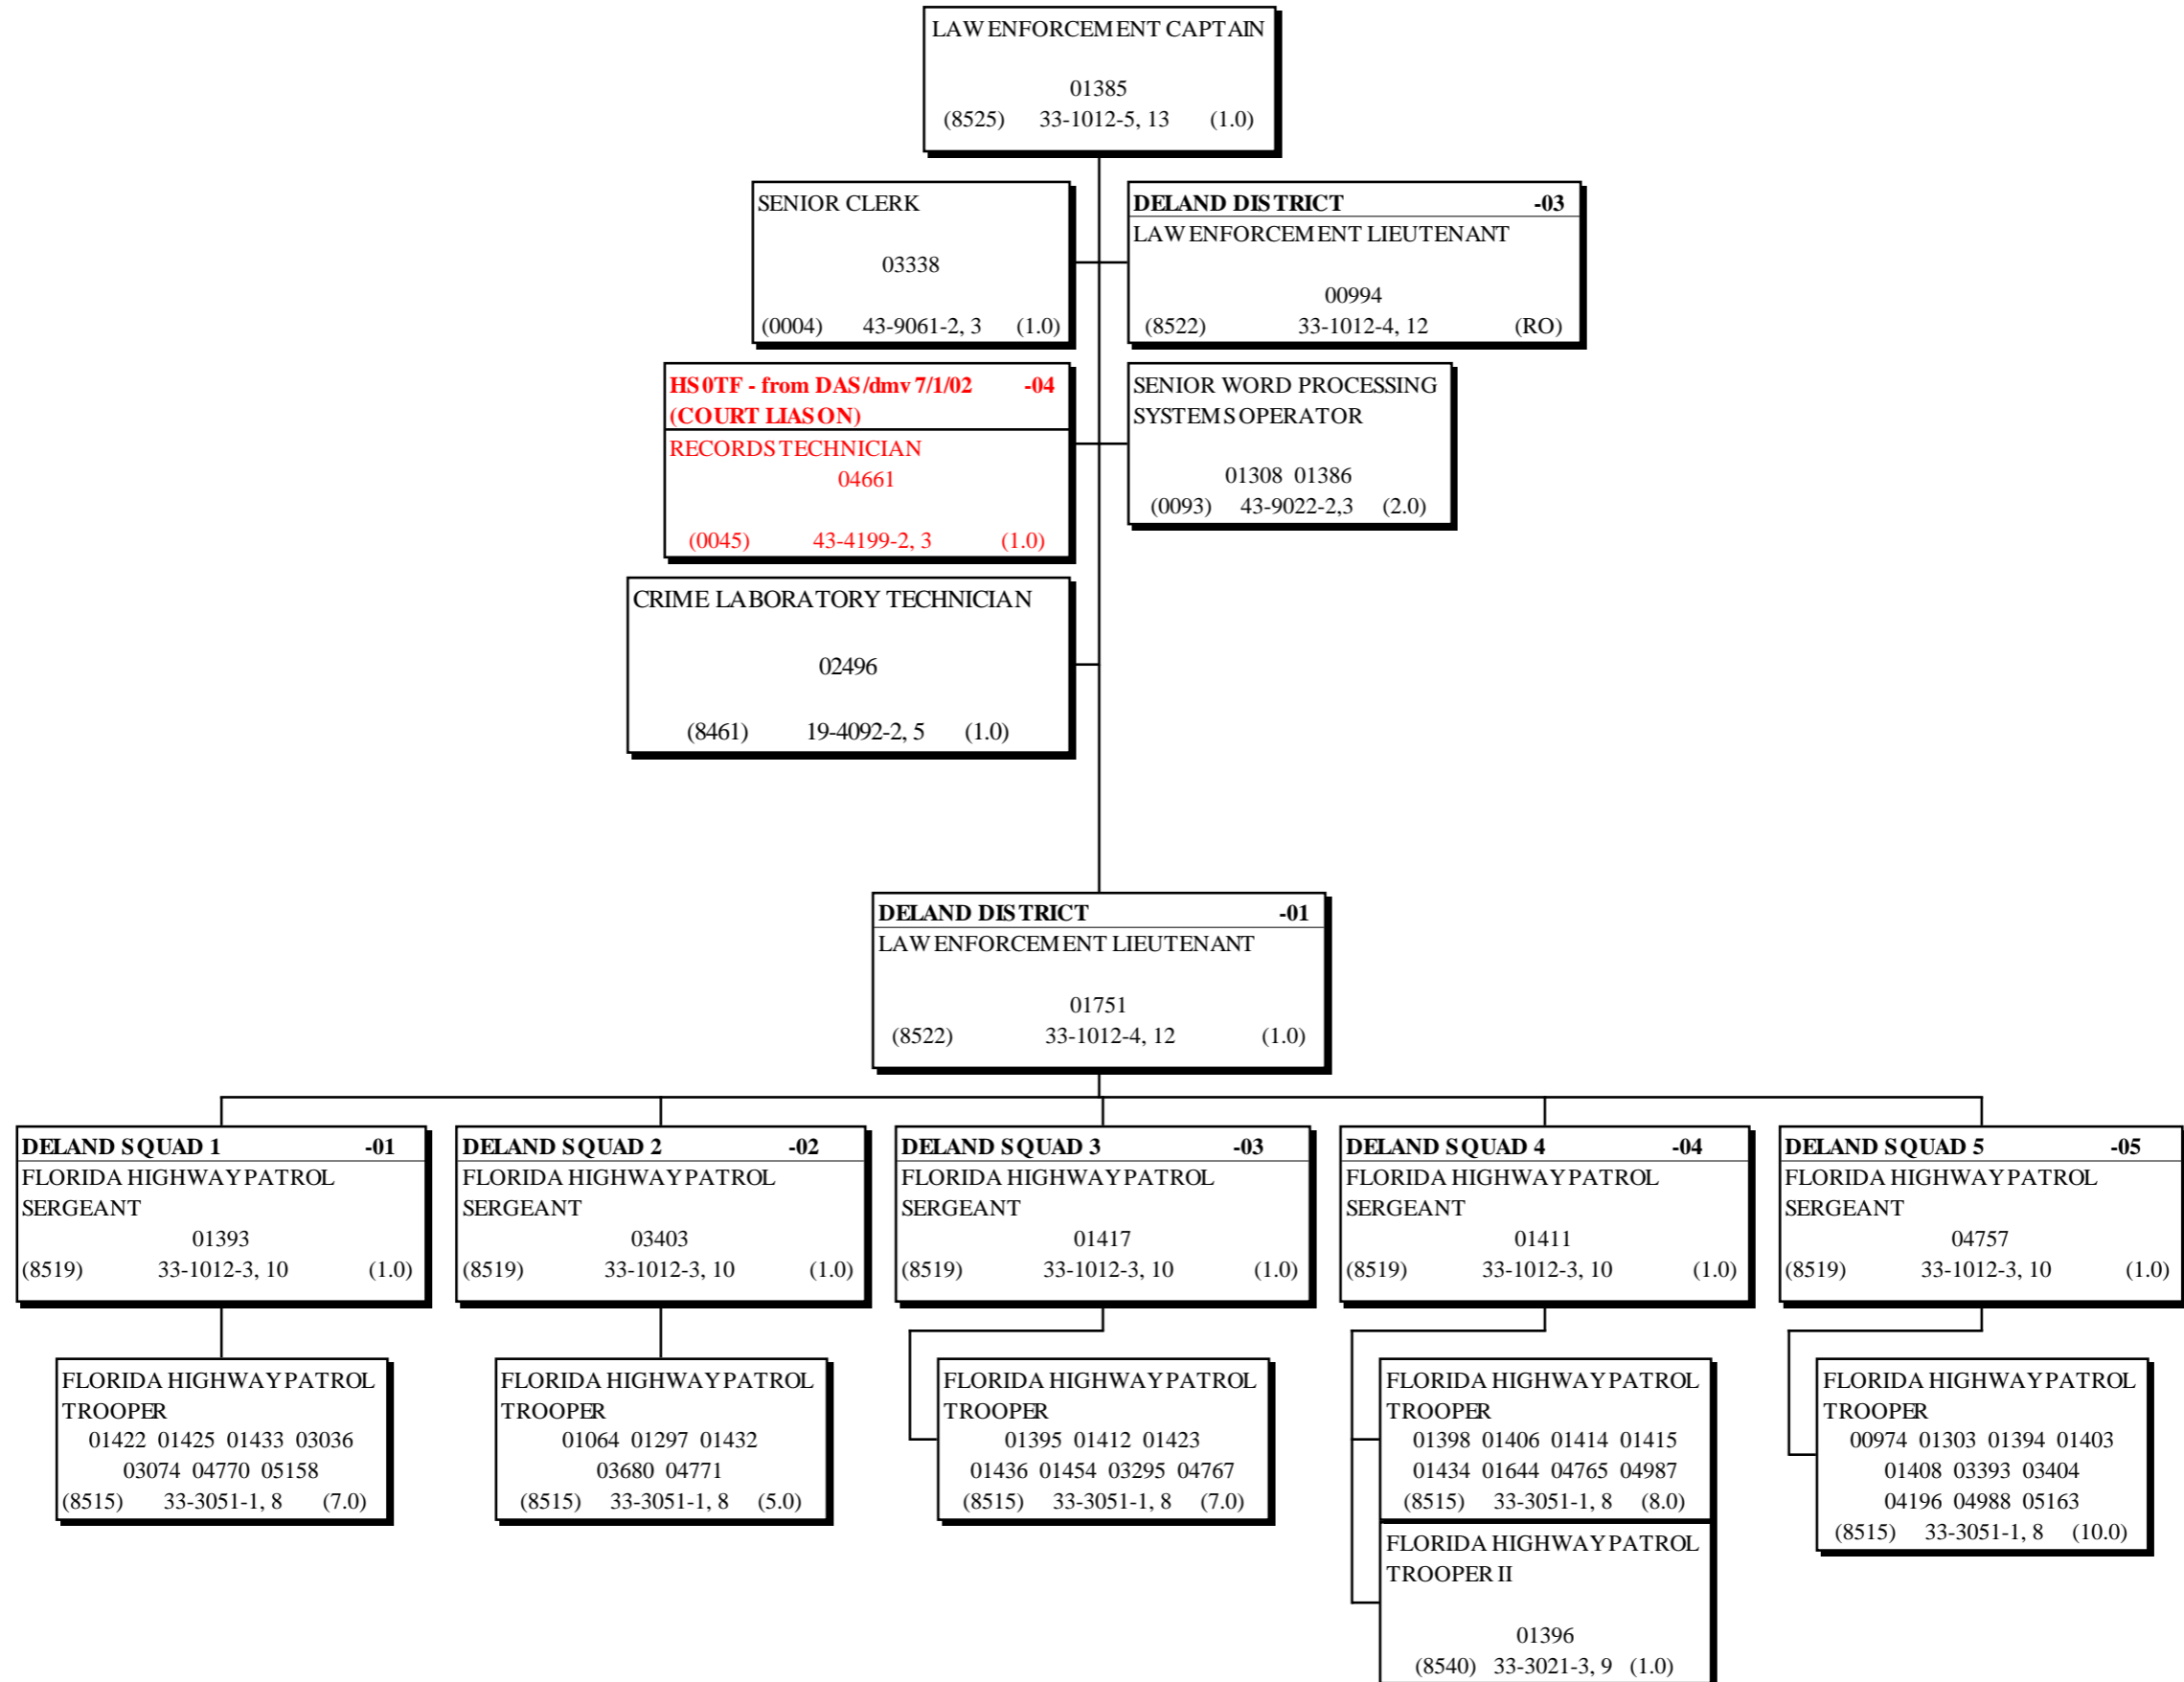 LAW ENFORCEMENT CAPTAIN
01385
(8525) 33-1012-5, 13 (1.0)
SENIOR CLERK
03338
(0004) 43-9061-2, 3 (1.0)
DELAND DISTRICT -03
LAW ENFORCEMENT LIEUTENANT
00994
(8522) 33-1012-4, 12 (RO)
HS0TF - from DAS/dmv 7/1/02 -04
(COURT LIASON)
RECORDS TECHNICIAN
04661
(0045) 43-4199-2, 3 (1.0)
SENIOR WORD PROCESSING
SYSTEMS OPERATOR
01308 01386
(0093) 43-9022-2,3 (2.0)
CRIME LABORATORY TECHNICIAN
02496
(8461) 19-4092-2, 5 (1.0)
DELAND DISTRICT -01
LAW ENFORCEMENT LIEUTENANT
01751
(8522) 33-1012-4, 12 (1.0)
DELAND SQUAD 1 -01
FLORIDA HIGHWAY PATROL
SERGEANT
01393
(8519) 33-1012-3, 10 (1.0)
DELAND SQUAD 2 -02
FLORIDA HIGHWAY PATROL
SERGEANT
03403
(8519) 33-1012-3, 10 (1.0)
DELAND SQUAD 3 -03
FLORIDA HIGHWAY PATROL
SERGEANT
01417
(8519) 33-1012-3, 10 (1.0)
DELAND SQUAD 4 -04
FLORIDA HIGHWAY PATROL
SERGEANT
01411
(8519) 33-1012-3, 10 (1.0)
DELAND SQUAD 5 -05
FLORIDA HIGHWAY PATROL
SERGEANT
04757
(8519) 33-1012-3, 10 (1.0)
FLORIDA HIGHWAY PATROL
TROOPER
01422 01425 01433 03036
03074 04770 05158
(8515) 33-3051-1, 8 (7.0)
FLORIDA HIGHWAY PATROL
TROOPER
01064 01297 01432
03680 04771
(8515) 33-3051-1, 8 (5.0)
FLORIDA HIGHWAY PATROL
TROOPER
01395 01412 01423
01436 01454 03295 04767
(8515) 33-3051-1, 8 (7.0)
FLORIDA HIGHWAY PATROL
TROOPER
01398 01406 01414 01415
01434 01644 04765 04987
(8515) 33-3051-1, 8 (8.0)
FLORIDA HIGHWAY PATROL
TROOPER II
01396
(8540) 33-3021-3, 9 (1.0)
FLORIDA HIGHWAY PATROL
TROOPER
00974 01303 01394 01403
01408 03393 03404
04196 04988 05163
(8515) 33-3051-1, 8 (10.0)